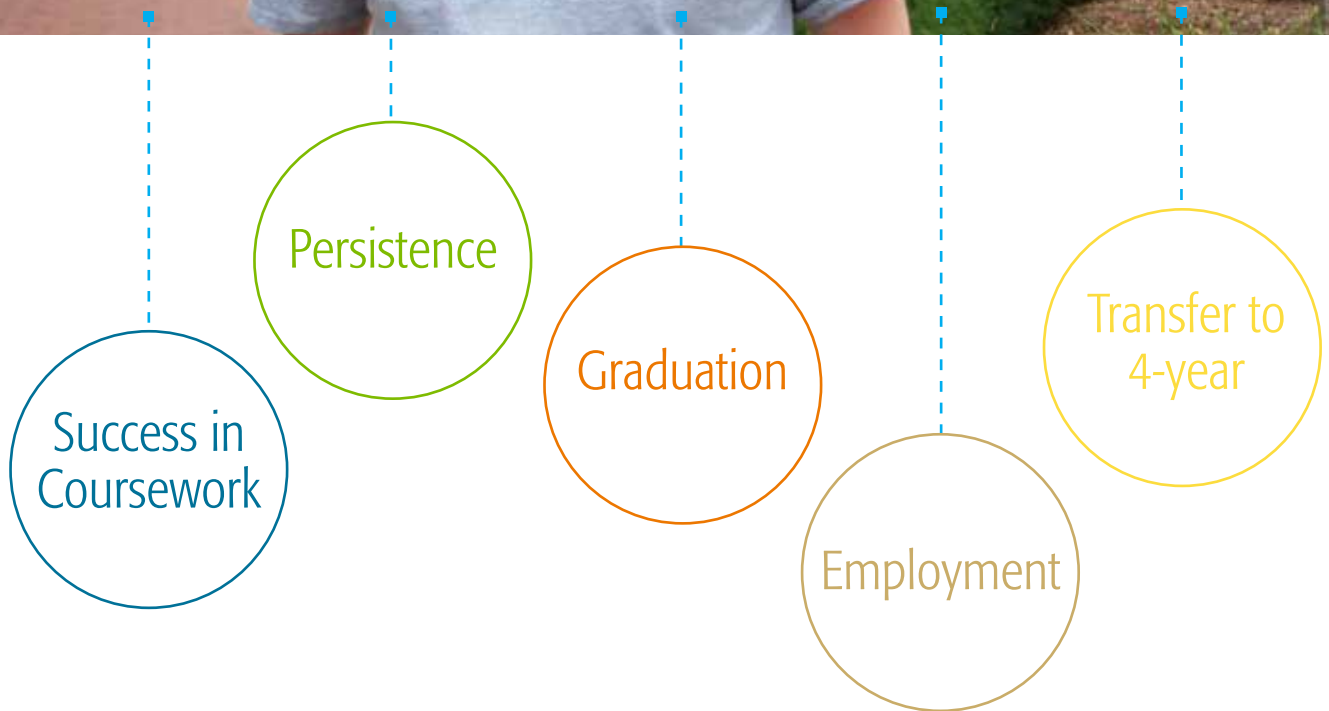 Success in
Coursework
Persistence
Graduation
Employment
Transfer to
4-year